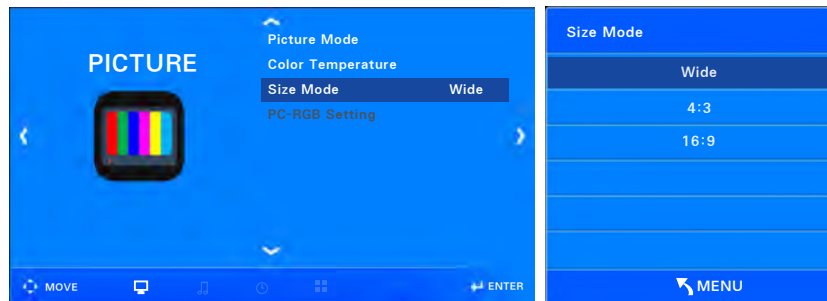 PICTURE
Picture Mode
Color Temperature
Size Mode Wide
PC-RGB Setting
MOVE
ENTER
Size Mode
Wide
4:3
16:9
MENU